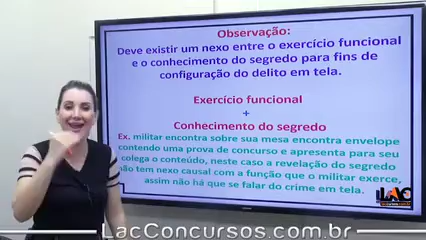 Observação:
Deve existir um nexo entre o exercício funcional
e o conhecimento do segredo para fins de
configuração do delito em tela.
Exercício funcional
+
Conhecimento do segredo
Ex, militar encontra sobre sua mesa encontra envelope
contendo uma prova de concurso e apresenta para seu
colega o conteúdo, neste caso a revelação do segredo
não tem nexo causal com a função que o militar exerce,
assim não há que se falar do crime em tela.
LAC
LacConcursos.com.br